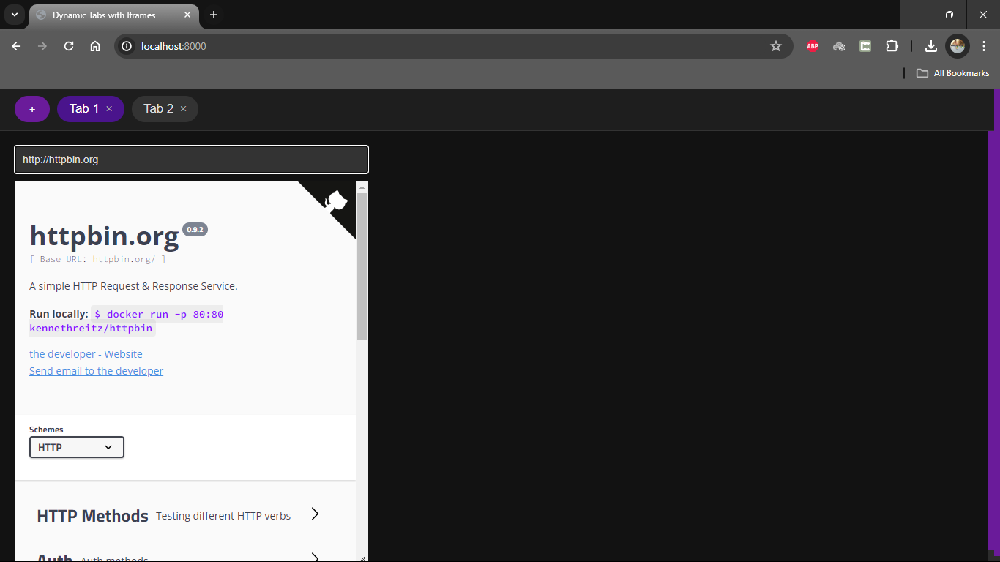 Dynamic Tabs with Iframes
localhost:8000
ABP
All Bookmarks
+ Tab 1 × Tab 2 ×
http://httpbin.org
httpbin.org 0.9.2
[ Base URL: httpbin.org/ ]
A simple HTTP Request & Response Service.
Run locally: $ docker run -p 80:80
kennethreitz/httpbin
the developer - Website
Send email to the developer
Schemes
HTTP
HTTP Methods Testing different HTTP verbs
Auth Auth methods